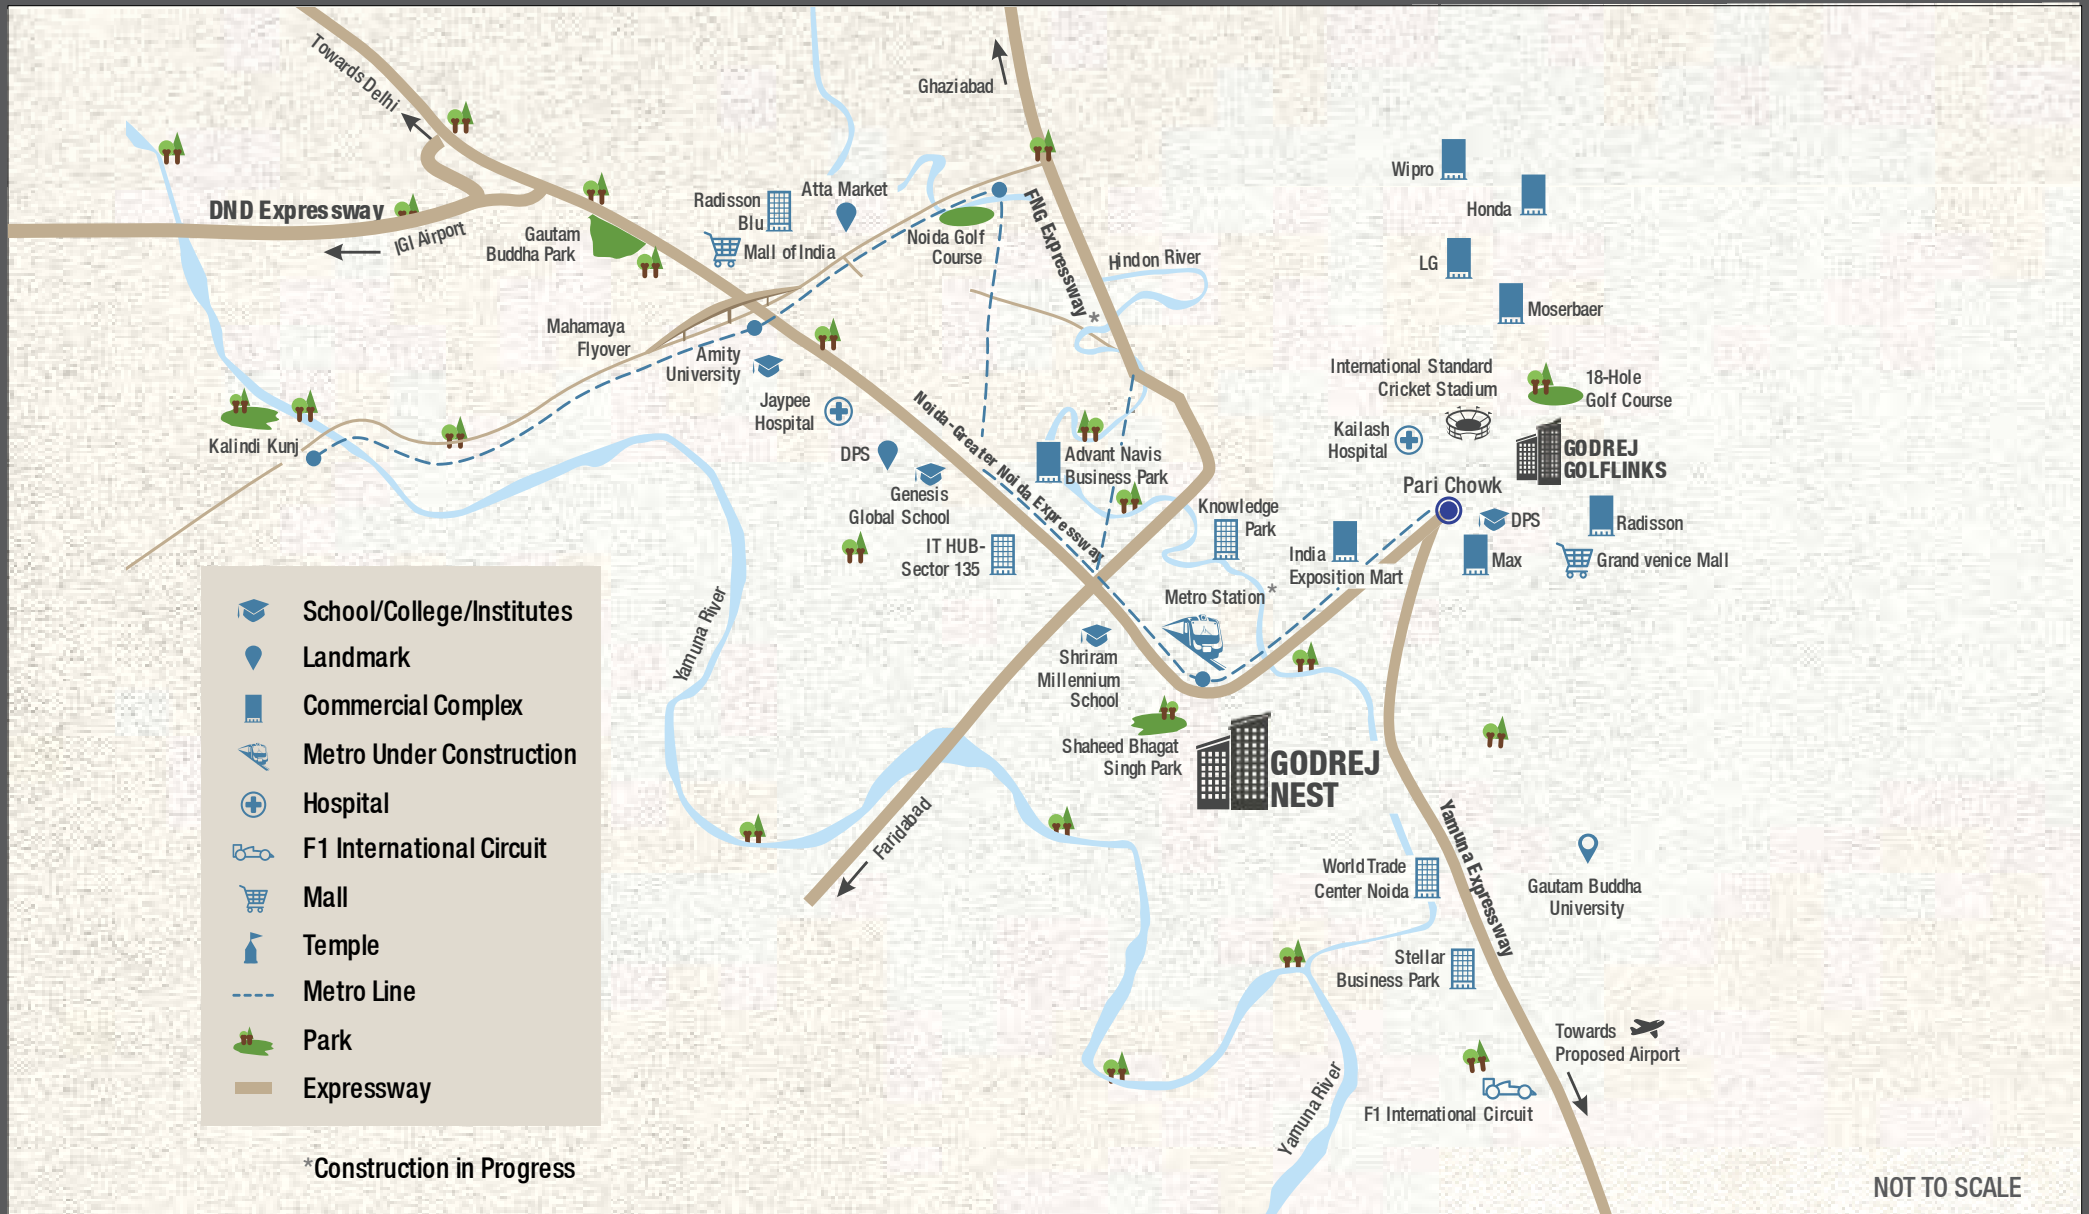 Towards Delhi
Ghaziabad
DND Expressway
IGI Airport
Gautam
Buddha Park
Radisson
Blu
Atta Market
Mall of India
Noida Golf
Course
FNG Expressway*
Hindon River
Wipro
Honda
LG
Moserbaer
Mahamaya
Flyover
Amity
University
Jaypee
Hospital
International Standard
Cricket Stadium
18-Hole
Golf Course
Kalindi Kunj
DPS
Genesis
Global School
Noida-Greater Noida Expressway
Advant Navis
Business Park
Kailash
Hospital
GODREJ
GOLFLINKS
Pari Chowk
Knowledge
Park
IT HUB-
Sector 135
India
Exposition Mart
DPS
Radisson
Max
Grand venice Mall
Metro Station*
Yamuna River
Shriram
Millennium
School
Shaheed Bhagat
Singh Park
GODREJ
NEST
Faridabad
Yamuna Expressway
World Trade
Center Noida
Gautam Buddha
University
Stellar
Business Park
Towards
Proposed Airport
F1 International Circuit
Yamuna River
School/College/Institutes
Landmark
Commercial Complex
Metro Under Construction
Hospital
F1 International Circuit
Mall
Temple
Metro Line
Park
Expressway
*Construction in Progress
NOT TO SCALE